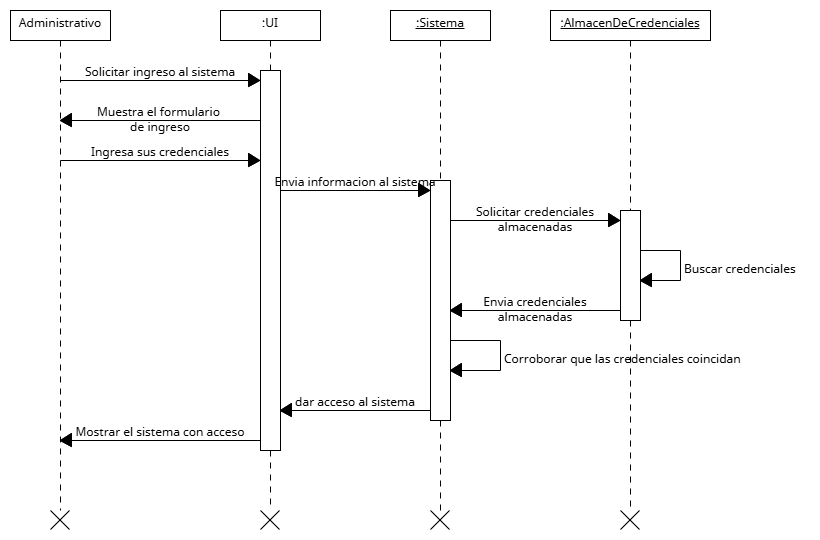 Administrativo
:UI
:Sistema
:AlmacenDeCredenciales
Solicitar ingreso al sistema
Muestra el formulario
de ingreso
Ingresa sus credenciales
Envia informacion al sistema
Solicitar credenciales
almacenadas
Buscar credenciales
Envia credenciales
almacenadas
Corroborar que las credenciales coincidan
dar acceso al sistema
Mostrar el sistema con acceso